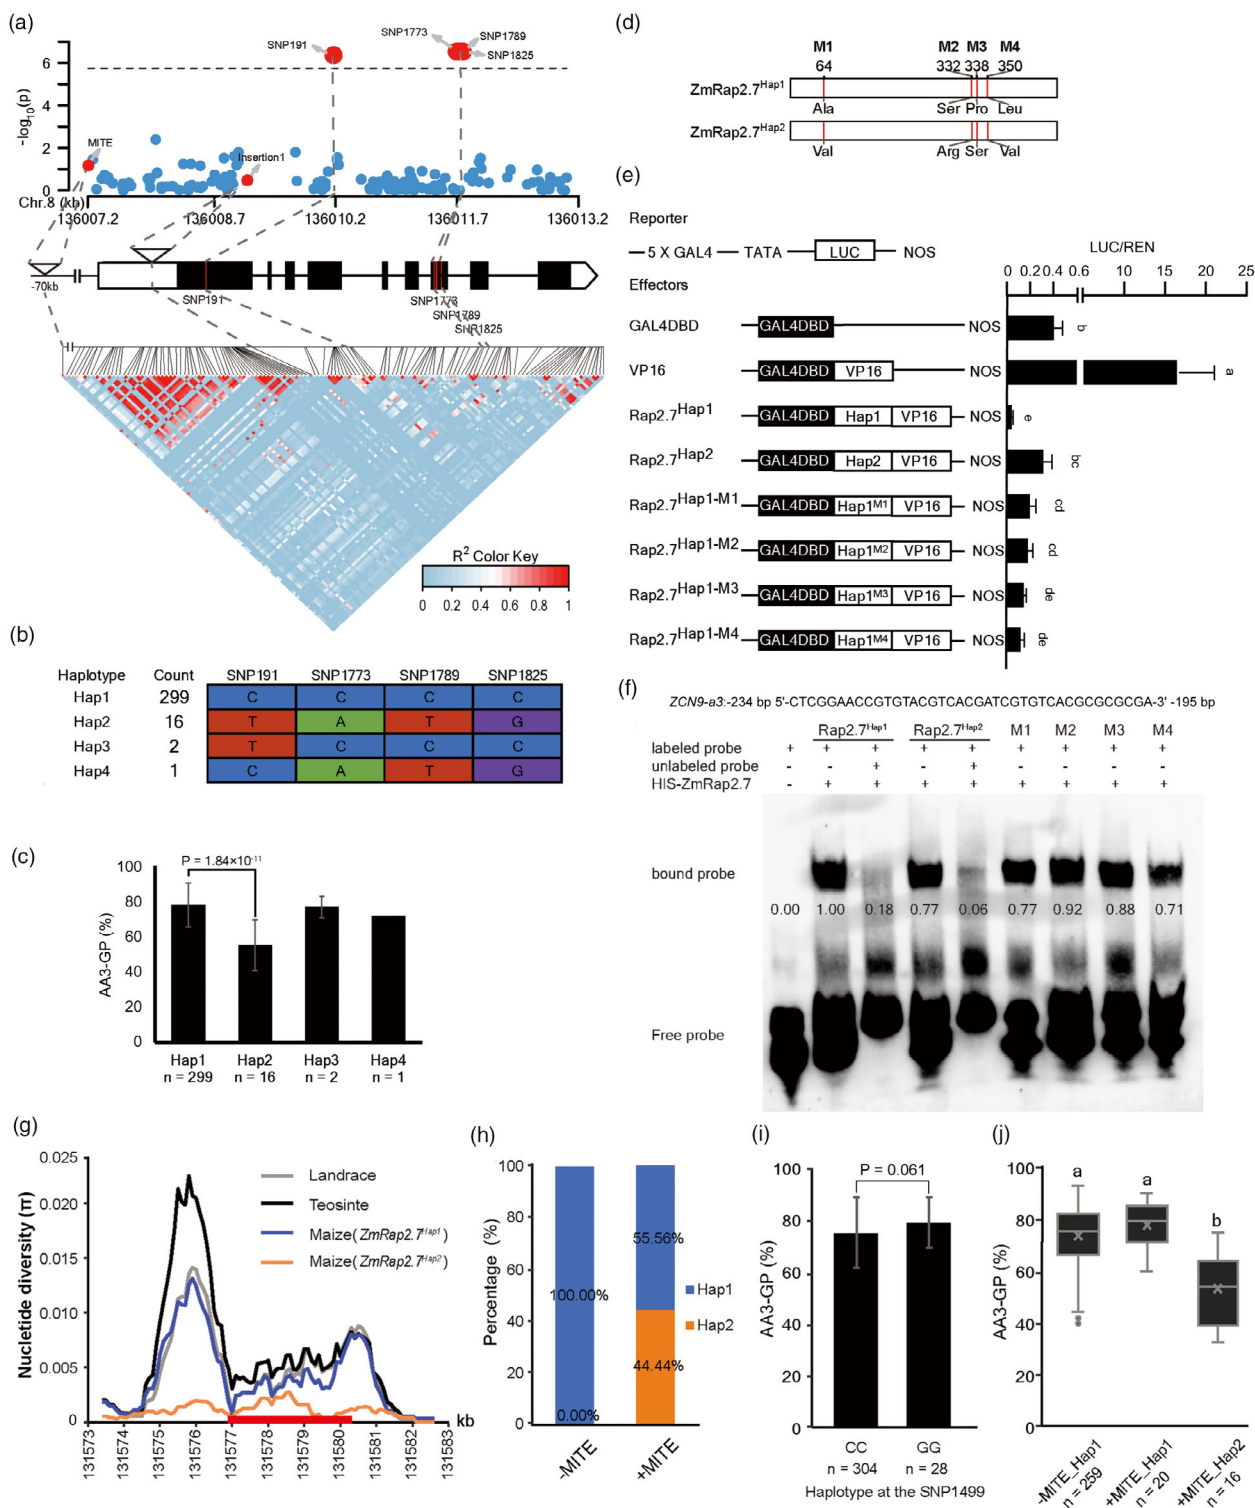 (a)
SNP191
SNP1773
SNP1789
SNP1825
-log10(p)
6
4
2
0
MITE
Insertion1
Chr.8 (kb)
136007.2
136008.7
136010.2
136011.7
136013.2
-70kb
SNP191
SNP1773
SNP1789
SNP1825
R² Color Key
0 0.2 0.4 0.6 0.8 1
(b)
Haplotype Count SNP191 SNP1773 SNP1789 SNP1825
Hap1 299 C C C C
Hap2 16 T A T G
Hap3 2 T C C C
Hap4 1 C A T G
(c)
P = 1.84×10⁻¹¹
AA3-GP (%)
100
80
60
40
20
0
Hap1 Hap2 Hap3 Hap4
n = 299 n = 16 n = 2 n = 1
(d)
M1 M2 M3 M4
64 332 338 350
ZmRap2.7Hap1
Ala Ser Pro Leu
ZmRap2.7Hap2
Val Arg Ser Val
(e)
Reporter
5 X GAL4 TATA LUC NOS
LUC/REN
0 0.2 0.4 0.6 10 15 20 25
Effectors
GAL4DBD GAL4DBD NOS b
VP16 GAL4DBD VP16 NOS a
Rap2.7Hap1 GAL4DBD Hap1 VP16 NOS e
Rap2.7Hap2 GAL4DBD Hap2 VP16 NOS bc
Rap2.7Hap1-M1 GAL4DBD Hap1M1 VP16 NOS cd
Rap2.7Hap1-M2 GAL4DBD Hap1M2 VP16 NOS cd
Rap2.7Hap1-M3 GAL4DBD Hap1M3 VP16 NOS de
Rap2.7Hap1-M4 GAL4DBD Hap1M4 VP16 NOS de
(f)
ZCN9-a3:-234 bp 5'-CTCGGAACCGTGTACGTCACGATCGTGTCACGCGCGCGA-3' -195 bp
Rap2.7Hap1 Rap2.7Hap2 M1 M2 M3 M4
labeled probe + + + + + + + + +
unlabeled probe - - + - + - - - -
HIS-ZmRap2.7 - + + + + + + + +
bound probe
0.00 1.00 0.18 0.77 0.06 0.77 0.92 0.88 0.71
Free probe
(g)
Nucletide diversity (π)
0.025
0.020
0.015
0.010
0.005
0
Landrace
Teosinte
Maize(ZmRap2.7Hap1)
Maize(ZmRap2.7Hap2)
kb
131573
131574
131575
131576
131577
131578
131579
131580
131581
131582
131583
(h)
Percentage (%)
100
80
60
40
20
0
100.00%
0.00%
55.56%
44.44%
Hap1
Hap2
-MITE
+MITE
(i)
P = 0.061
AA3-GP (%)
100
80
60
40
20
0
CC GG
n = 304 n = 28
Haplotype at the SNP1499
(j)
AA3-GP (%)
100
80
60
40
20
0
a a b
-MITE_Hap1
n = 259
+MITE_Hap1
n = 20
+MITE_Hap2
n = 16